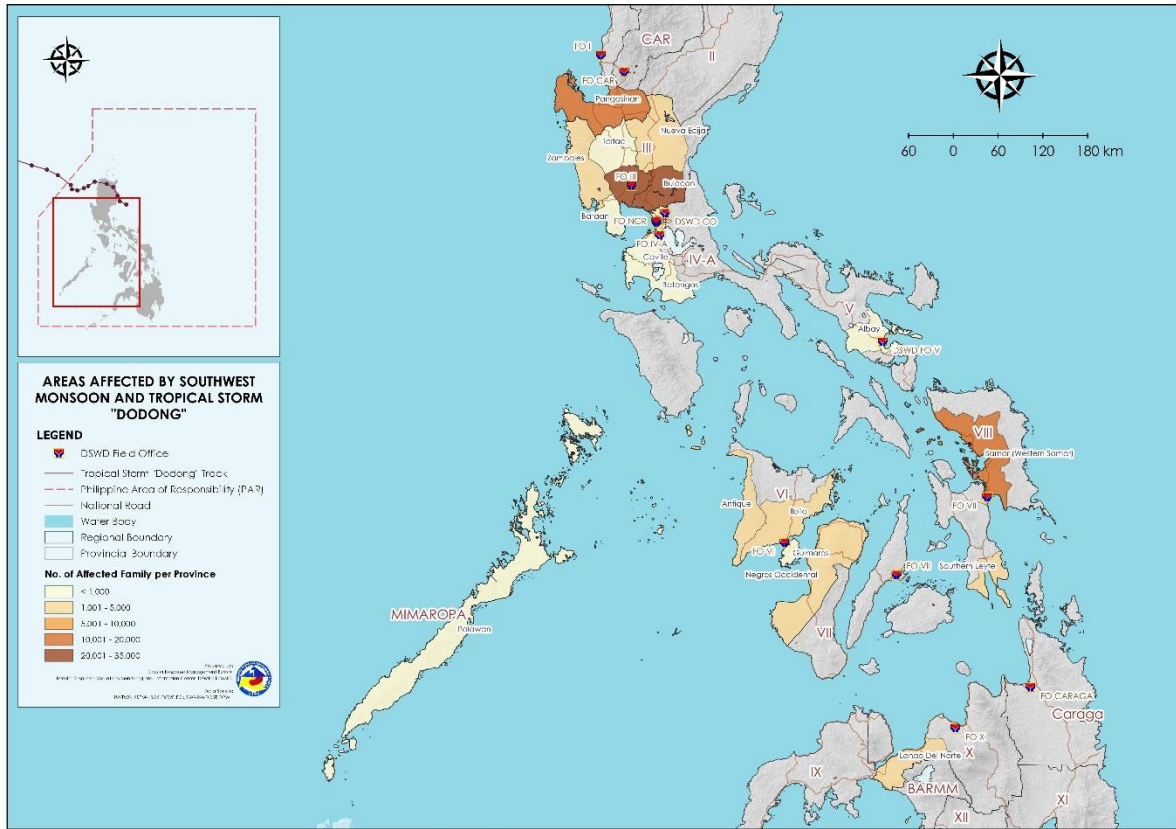 AREAS AFFECTED BY SOUTHWEST
MONSOON AND TROPICAL STORM
"DODONG"
LEGEND
DSWD Field Office
Tropical Storm 'Dodong' Track
Philippine Area of Responsibility (PAR)
National Road
Water Body
Regional Boundary
Provincial Boundary
No. of Affected Family per Province
< 1,000
1,001 - 5,000
5,001 - 10,000
10,001 - 20,000
20,001 - 35,000
60 0 60 120 180 km
FO I
CAR
II
FO CAR
Pangasinan
Nueva Ecija
Tarlac
III
Zambales
FO III
Bulacan
Bataan
FO NCR
DSWD CO
FO IV-A
Cavite
IV-A
Batangas
V
Albay
DSWD FO V
VIII
Samar (Western Samar)
FO VII
VI
Antique
Iloilo
FO VI
Guimaras
Negros Occidental
FO VII
Southern Leyte
VII
MIMAROPA
Palawan
FO CARAGA
Caraga
FO X
X
Lanao Del Norte
IX
BARMM
XII
XI